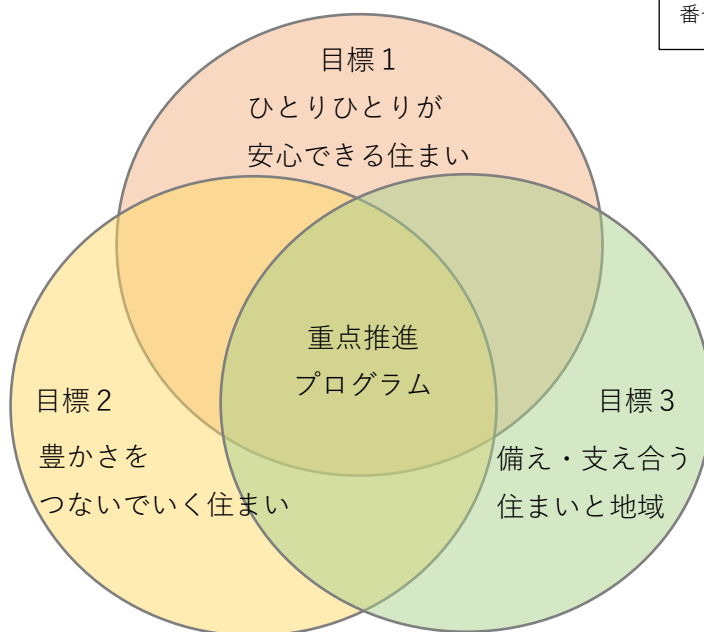 目標１
ひとりひとりが
安心できる住まい
重点推進
プログラム
目標２
豊かさを
つないでいく住まい
目標３
備え・支え合う
住まいと地域